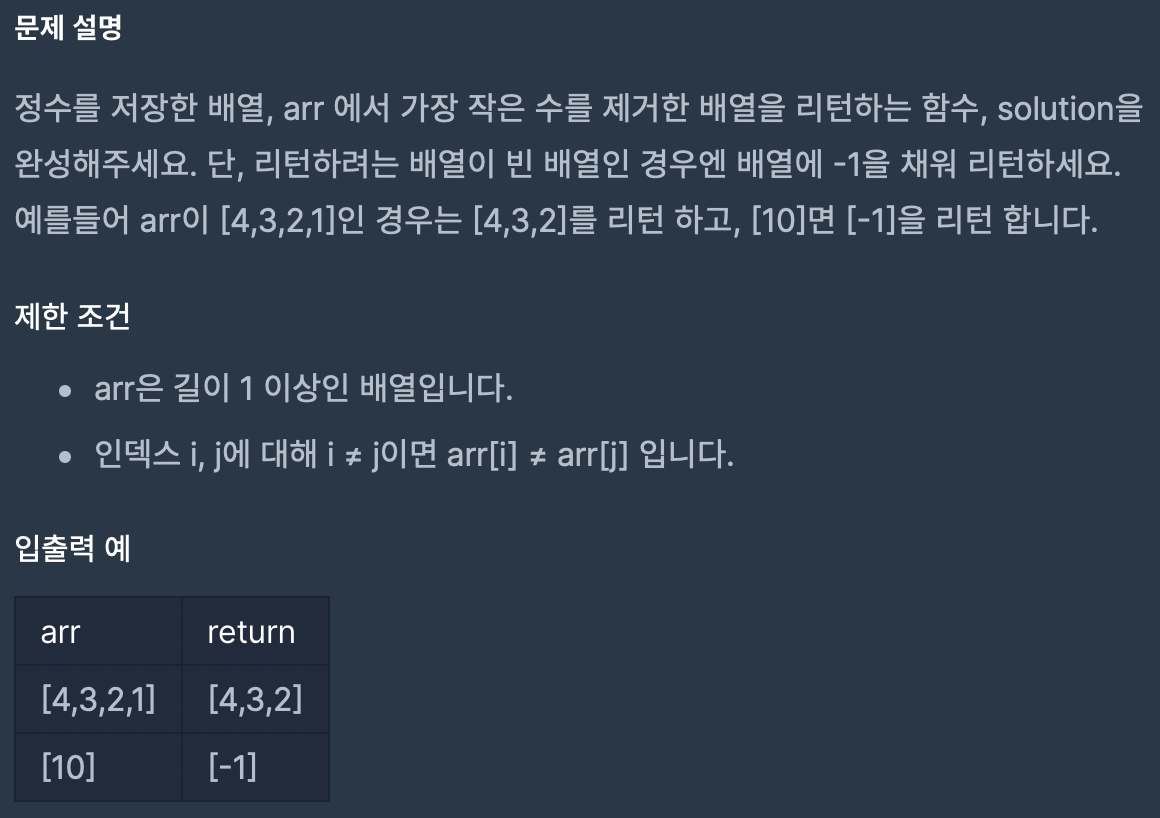 문제 설명
정수를 저장한 배열, arr 에서 가장 작은 수를 제거한 배열을 리턴하는 함수, solution을
완성해주세요. 단, 리턴하려는 배열이 빈 배열인 경우엔 배열에 -1을 채워 리턴하세요.
예를들어 arr이 [4,3,2,1]인 경우는 [4,3,2]를 리턴 하고, [10]면 [-1]을 리턴 합니다.
제한 조건
• arr은 길이 1 이상인 배열입니다.
• 인덱스 i, j에 대해 i ≠ j이면 arr[i] ≠ arr[j] 입니다.
입출력 예
arr return
[4,3,2,1] [4,3,2]
[10] [-1]